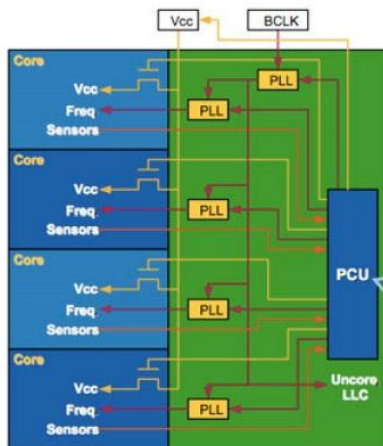 Vcc
BCLK
Core
Vcc
Freq
Sensors
PLL
PLL
Core
Vcc
Freq
Sensors
PLL
PCU
Core
Vcc
Freq
Sensors
PLL
Core
Vcc
Freq
Sensors
PLL
Uncore
LLC